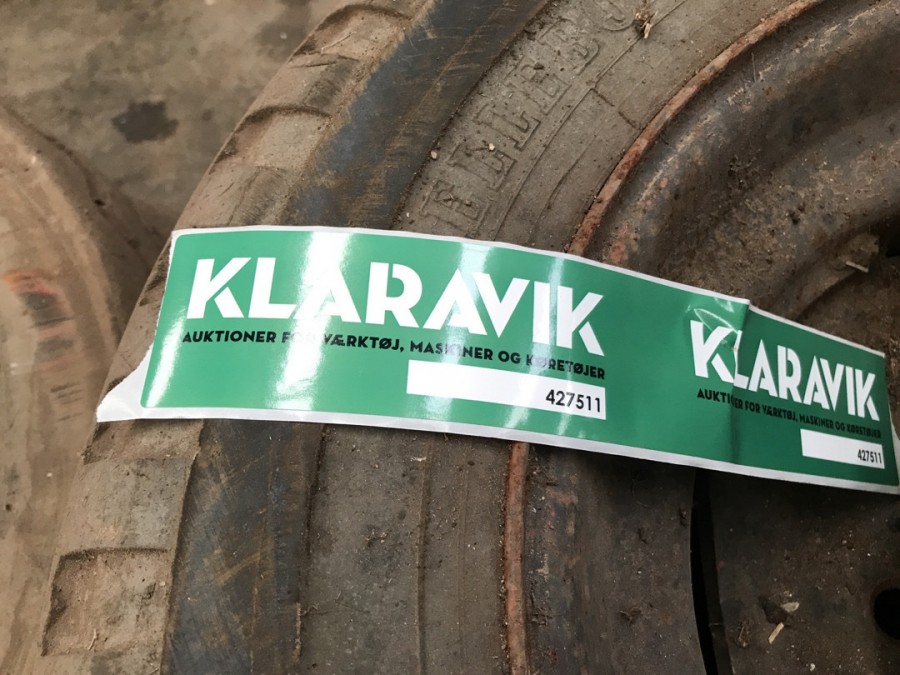 KLARAVIK
AUKTIONER FOR VÆRKTØJ, MASKINER OG KØRETØJER
427511
KLARAVIK
AUKTIONER FOR VÆRKTØJ, MASKINER OG KØRETØJER
427511